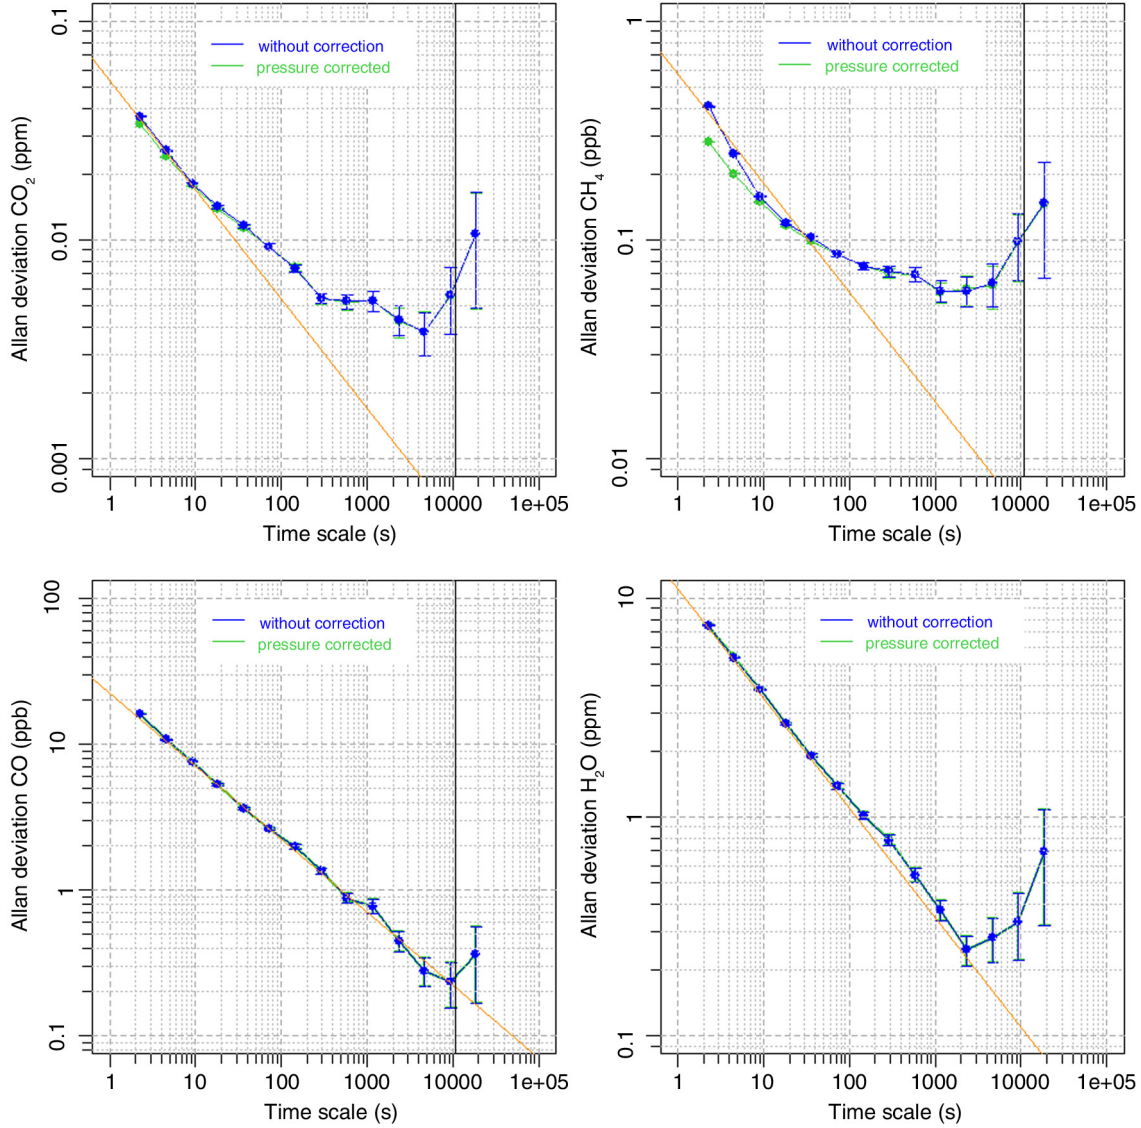 0.1
0.01
0.001
Allan deviation CO2 (ppm)
without correction
pressure corrected
1 10 100 1000 10000 1e+05
Time scale (s)
1
0.1
0.01
Allan deviation CH4 (ppb)
without correction
pressure corrected
1 10 100 1000 10000 1e+05
Time scale (s)
100
10
1
0.1
Allan deviation CO (ppb)
without correction
pressure corrected
1 10 100 1000 10000 1e+05
Time scale (s)
10
1
0.1
Allan deviation H2O (ppm)
without correction
pressure corrected
1 10 100 1000 10000 1e+05
Time scale (s)